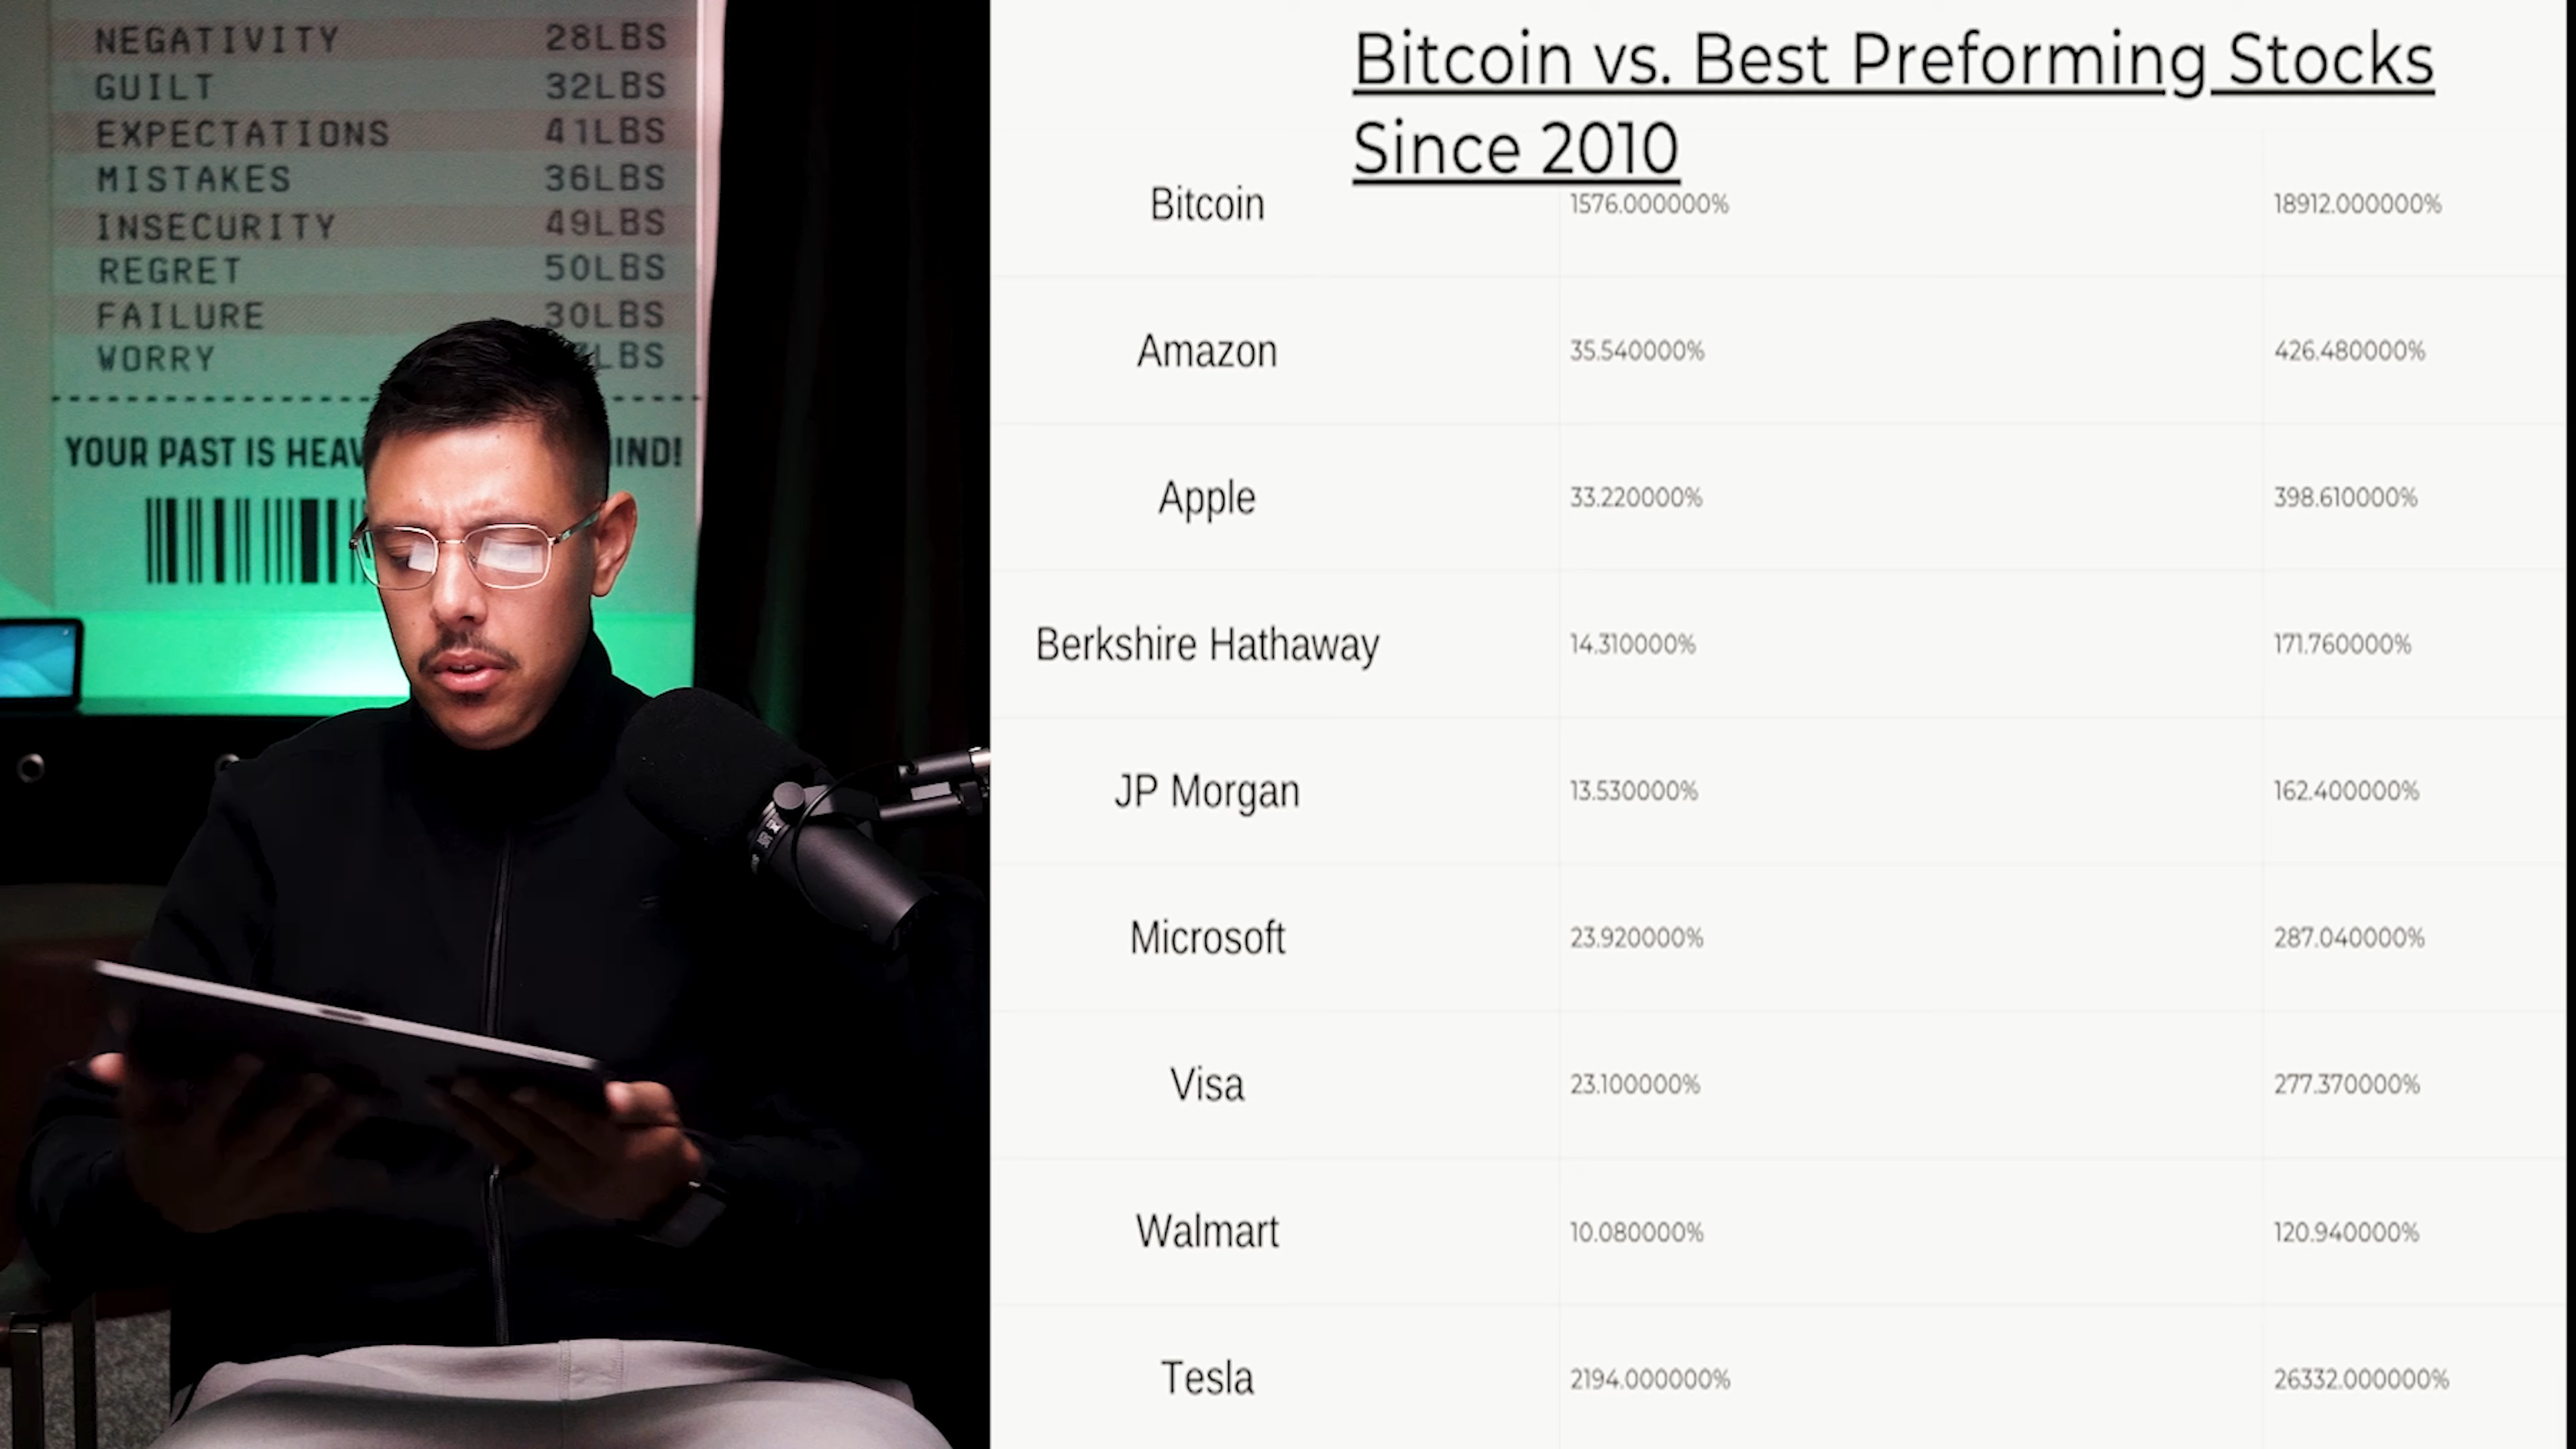 NEGATIVITY 28LBS
GUILT 32LBS
EXPECTATIONS 41LBS
MISTAKES 36LBS
INSECURITY 49LBS
REGRET 50LBS
FAILURE 30LBS
WORRY LBS
YOUR PAST IS
Bitcoin vs. Best Preforming Stocks
Since 2010
Bitcoin 1576.000000% 18912.000000%
Amazon 35.540000% 426.480000%
Apple 33.220000% 398.610000%
Berkshire Hathaway 14.310000% 171.760000%
JP Morgan 13.530000% 162.400000%
Microsoft 23.920000% 287.040000%
Visa 23.100000% 277.370000%
Walmart 10.080000% 120.940000%
Tesla 2194.000000% 26332.000000%